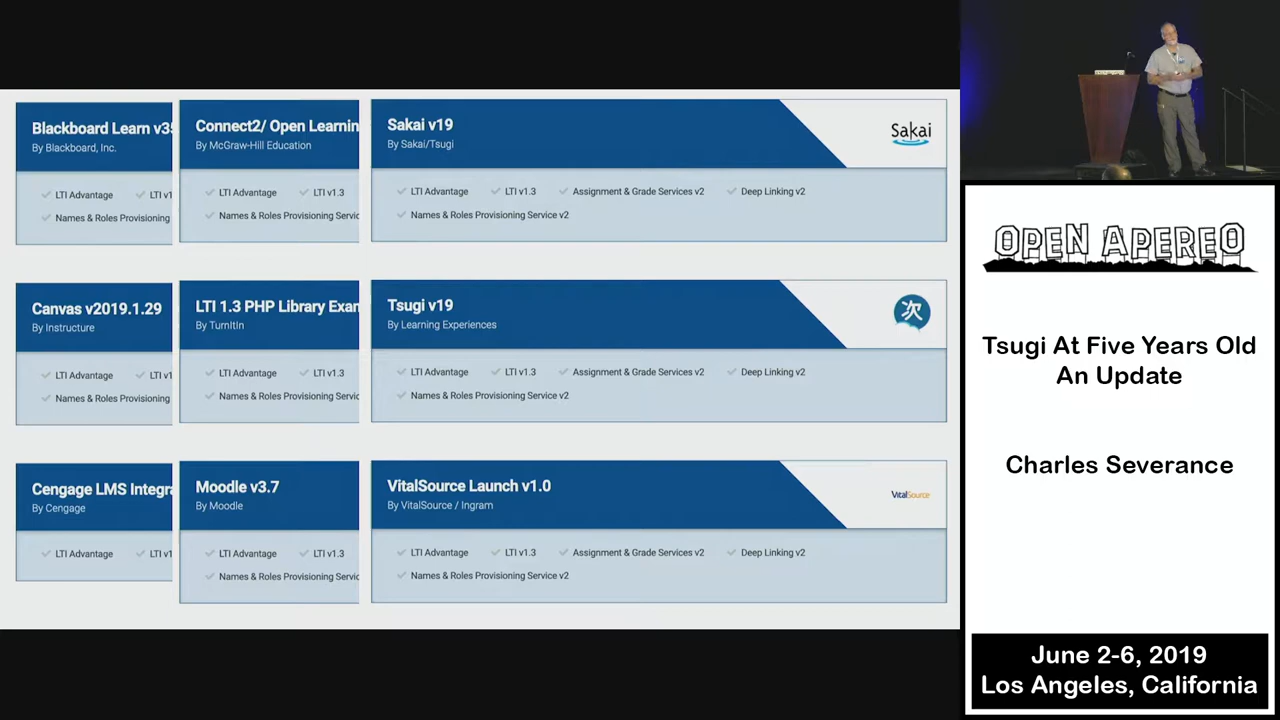 Blackboard Learn v35
By Blackboard, Inc.
LTI Advantage
LTI v1
Names & Roles Provisioning
Connect2/ Open Learnin
By McGraw-Hill Education
LTI Advantage
LTI v1.3
Names & Roles Provisioning Servic
Sakai v19
By Sakai/Tsugi
Sakai
LTI Advantage
LTI v1.3
Assignment & Grade Services v2
Deep Linking v2
Names & Roles Provisioning Service v2
Canvas v2019.1.29
By Instructure
LTI Advantage
LTI v1
Names & Roles Provisioning
LTI 1.3 PHP Library Exan
By TurnItIn
LTI Advantage
LTI v1.3
Names & Roles Provisioning Servic
Tsugi v19
By Learning Experiences
次
LTI Advantage
LTI v1.3
Assignment & Grade Services v2
Deep Linking v2
Names & Roles Provisioning Service v2
Cengage LMS Integra
By Cengage
LTI Advantage
LTI v1
Moodle v3.7
By Moodle
LTI Advantage
LTI v1.3
Names & Roles Provisioning Servic
VitalSource Launch v1.0
By VitalSource / Ingram
VitalSource
LTI Advantage
LTI v1.3
Assignment & Grade Services v2
Deep Linking v2
Names & Roles Provisioning Service v2
OPEN APEREO
Tsugi At Five Years Old
An Update
Charles Severance
June 2-6, 2019
Los Angeles, California